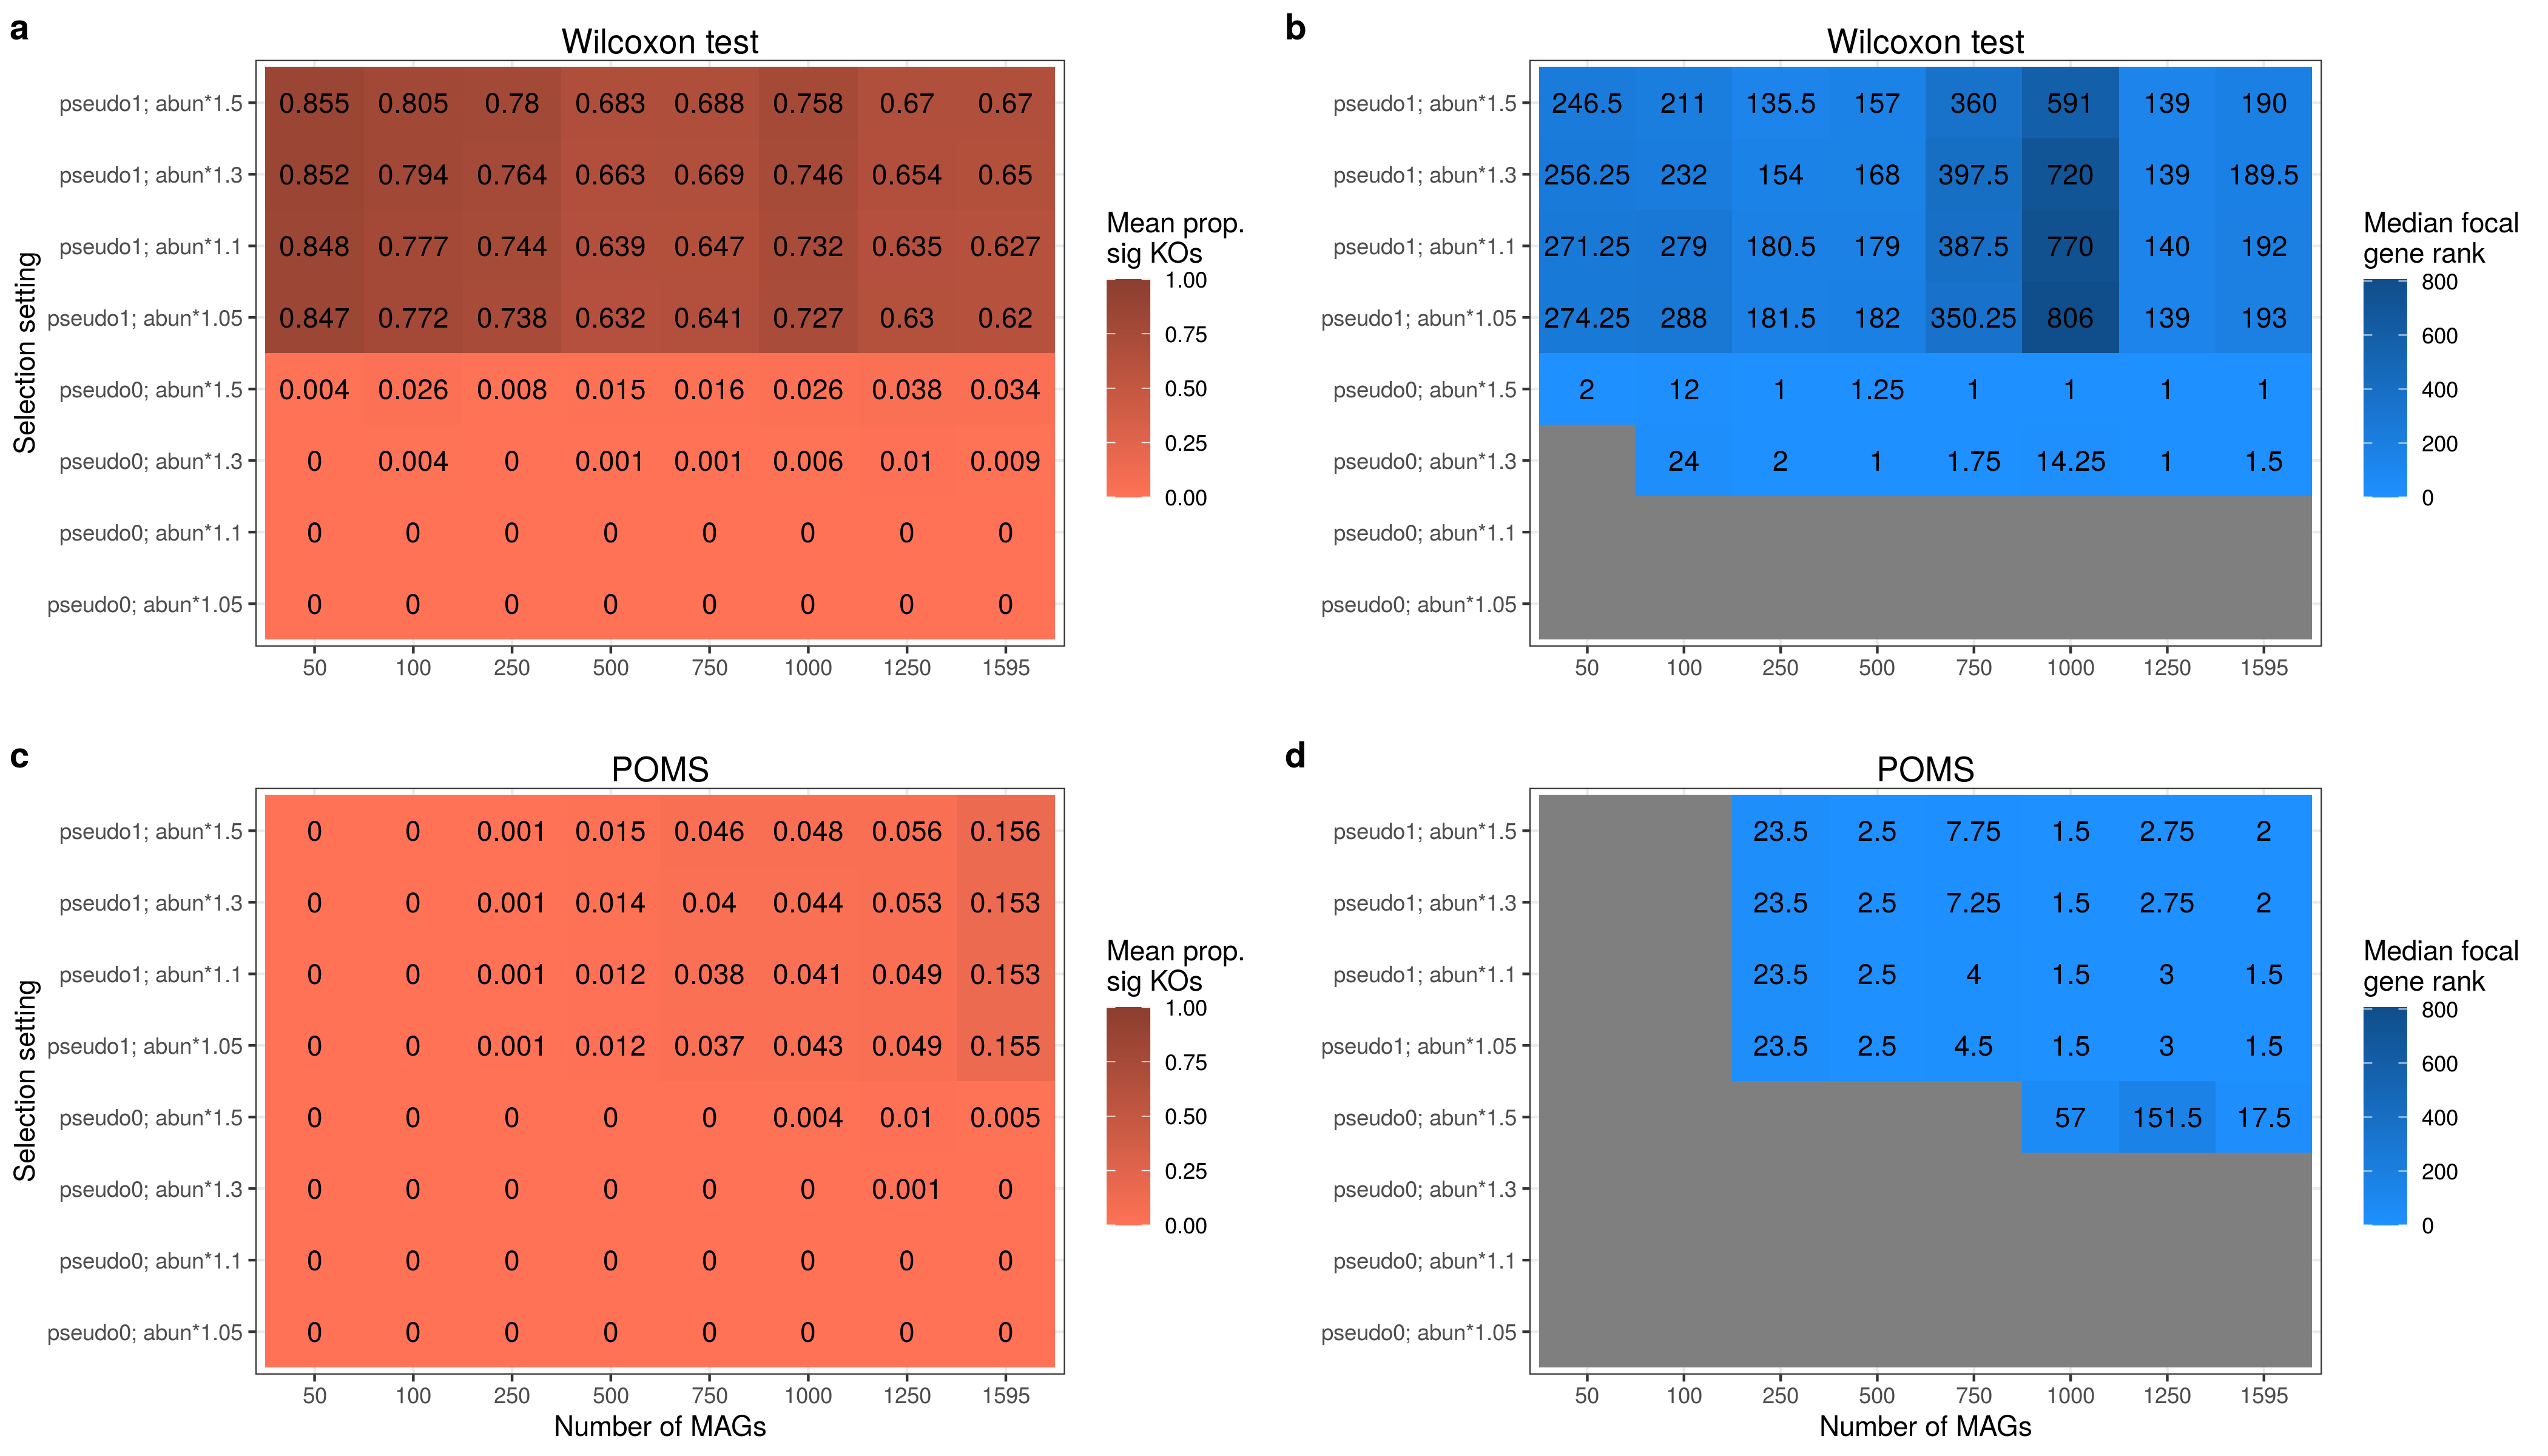 a
Wilcoxon test
Selection setting
pseudo1; abun*1.5 0.855 0.805 0.78 0.683 0.688 0.758 0.67 0.67
pseudo1; abun*1.3 0.852 0.794 0.764 0.663 0.669 0.746 0.654 0.65
pseudo1; abun*1.1 0.848 0.777 0.744 0.639 0.647 0.732 0.635 0.627
pseudo1; abun*1.05 0.847 0.772 0.738 0.632 0.641 0.727 0.63 0.62
pseudo0; abun*1.5 0.004 0.026 0.008 0.015 0.016 0.026 0.038 0.034
pseudo0; abun*1.3 0 0.004 0 0.001 0.001 0.006 0.01 0.009
pseudo0; abun*1.1 0 0 0 0 0 0 0 0
pseudo0; abun*1.05 0 0 0 0 0 0 0 0
50 100 250 500 750 1000 1250 1595
Mean prop.
sig KOs
1.00
0.75
0.50
0.25
0.00
b
Wilcoxon test
pseudo1; abun*1.5 246.5 211 135.5 157 360 591 139 190
pseudo1; abun*1.3 256.25 232 154 168 397.5 720 139 189.5
pseudo1; abun*1.1 271.25 279 180.5 179 387.5 770 140 192
pseudo1; abun*1.05 274.25 288 181.5 182 350.25 806 139 193
pseudo0; abun*1.5 2 12 1 1.25 1 1 1 1
pseudo0; abun*1.3 24 2 1 1.75 14.25 1 1.5
pseudo0; abun*1.1
pseudo0; abun*1.05
50 100 250 500 750 1000 1250 1595
Median focal
gene rank
800
600
400
200
0
c
POMS
Selection setting
pseudo1; abun*1.5 0 0 0.001 0.015 0.046 0.048 0.056 0.156
pseudo1; abun*1.3 0 0 0.001 0.014 0.04 0.044 0.053 0.153
pseudo1; abun*1.1 0 0 0.001 0.012 0.038 0.041 0.049 0.153
pseudo1; abun*1.05 0 0 0.001 0.012 0.037 0.043 0.049 0.155
pseudo0; abun*1.5 0 0 0 0 0 0.004 0.01 0.005
pseudo0; abun*1.3 0 0 0 0 0 0 0.001 0
pseudo0; abun*1.1 0 0 0 0 0 0 0 0
pseudo0; abun*1.05 0 0 0 0 0 0 0 0
50 100 250 500 750 1000 1250 1595
Number of MAGs
Mean prop.
sig KOs
1.00
0.75
0.50
0.25
0.00
d
POMS
pseudo1; abun*1.5 23.5 2.5 7.75 1.5 2.75 2
pseudo1; abun*1.3 23.5 2.5 7.25 1.5 2.75 2
pseudo1; abun*1.1 23.5 2.5 4 1.5 3 1.5
pseudo1; abun*1.05 23.5 2.5 4.5 1.5 3 1.5
pseudo0; abun*1.5 57 151.5 17.5
pseudo0; abun*1.3
pseudo0; abun*1.1
pseudo0; abun*1.05
50 100 250 500 750 1000 1250 1595
Number of MAGs
Median focal
gene rank
800
600
400
200
0